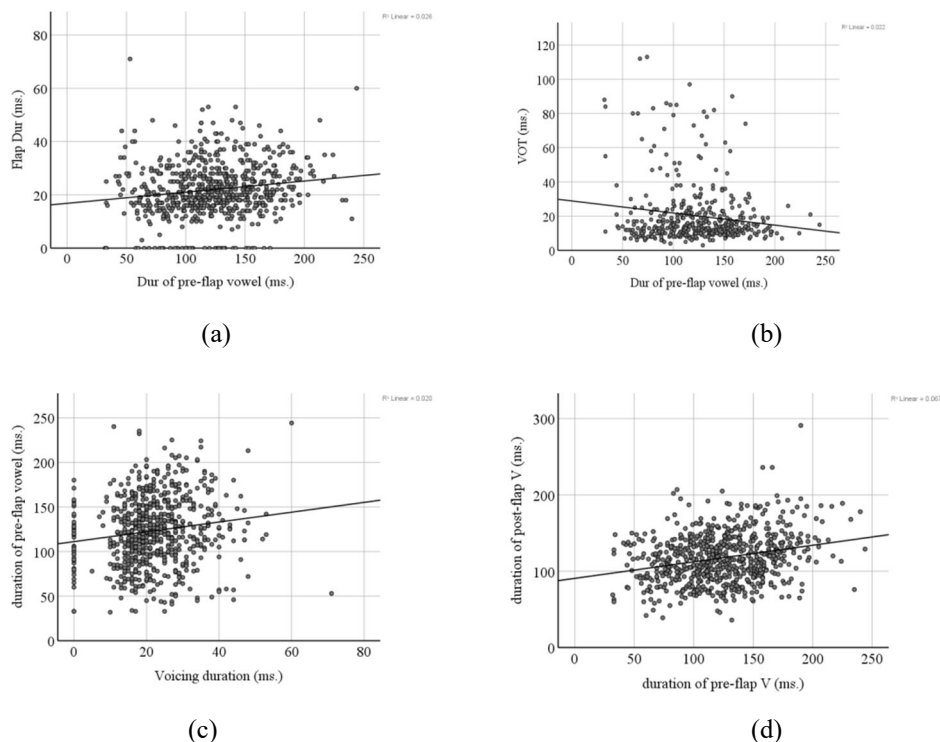 R² Linear = 0.026
80
60
40
20
0
Flap Dur (ms.)
0 50 100 150 200 250
Dur of pre-flap vowel (ms.)
(a)
R² Linear = 0.022
120
100
80
60
40
20
0
VOT (ms.)
0 50 100 150 200 250
Dur of pre-flap vowel (ms.)
(b)
R² Linear = 0.020
250
200
150
100
50
0
duration of pre-flap vowel (ms.)
0 20 40 60 80
Voicing duration (ms.)
(c)
R² Linear = 0.067
300
200
100
0
duration of post-flap V (ms.)
0 50 100 150 200 250
duration of pre-flap V (ms.)
(d)